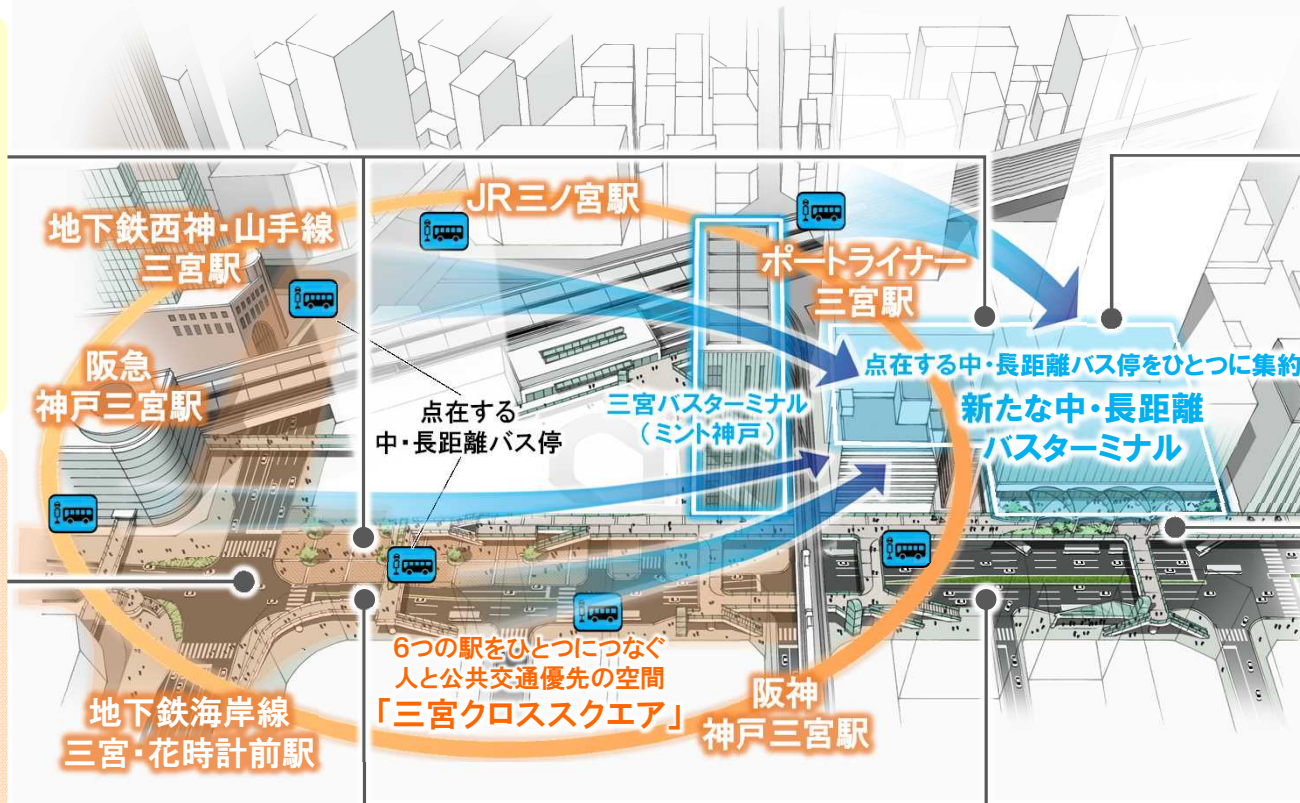 JR三ノ宮駅
地下鉄西神・山手線
三宮駅
ポートライナー
三宮駅
阪急
神戸三宮駅
点在する
中・長距離バス停
三宮バスターミナル
（ミント神戸）
点在する中・長距離バス停をひとつに集約
新たな中・長距離
バスターミナル
6つの駅をひとつにつなぐ
人と公共交通優先の空間
「三宮クロススクエア」
地下鉄海岸線
三宮・花時計前駅
阪神
神戸三宮駅